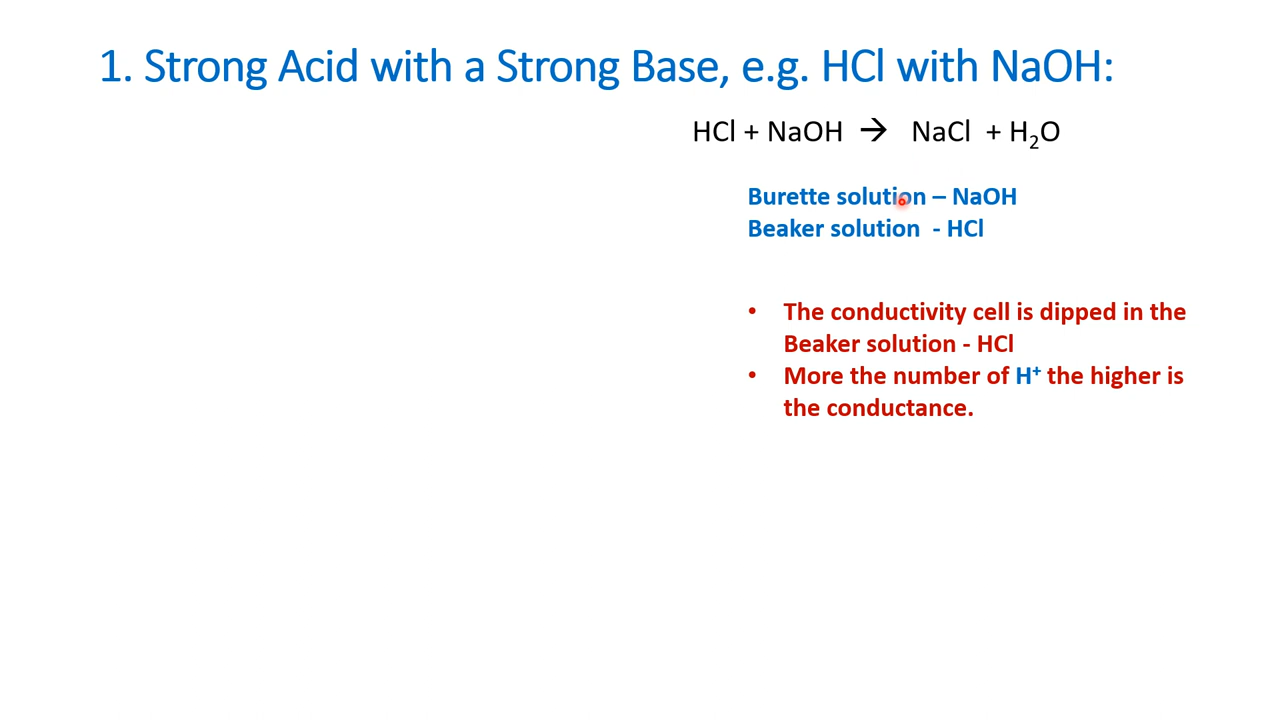 1. Strong Acid with a Strong Base, e.g. HCl with NaOH:
HCl + NaOH → NaCl + H₂O
Burette solution – NaOH
Beaker solution - HCl
• The conductivity cell is dipped in the
Beaker solution - HCl
• More the number of H⁺ the higher is
the conductance.